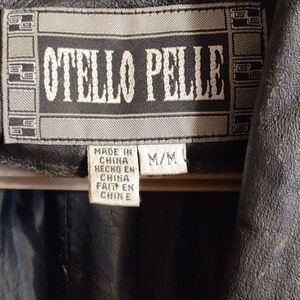 OTELLO PELLE
MADE IN
CHINA
HECHO EN
CHINA
FAIT EN
CHINE
M/M